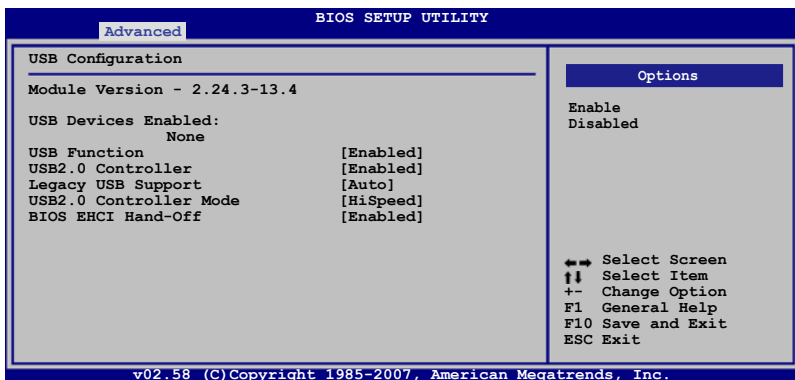 BIOS SETUP UTILITY
Advanced
USB Configuration
Module Version - 2.24.3-13.4
USB Devices Enabled:
None
USB Function [Enabled]
USB2.0 Controller [Enabled]
Legacy USB Support [Auto]
USB2.0 Controller Mode [HiSpeed]
BIOS EHCI Hand-Off [Enabled]
Options
Enable
Disabled
←→ Select Screen
↑↓ Select Item
+- Change Option
F1 General Help
F10 Save and Exit
ESC Exit
v02.58 (C)Copyright 1985-2007, American Megatrends, Inc.